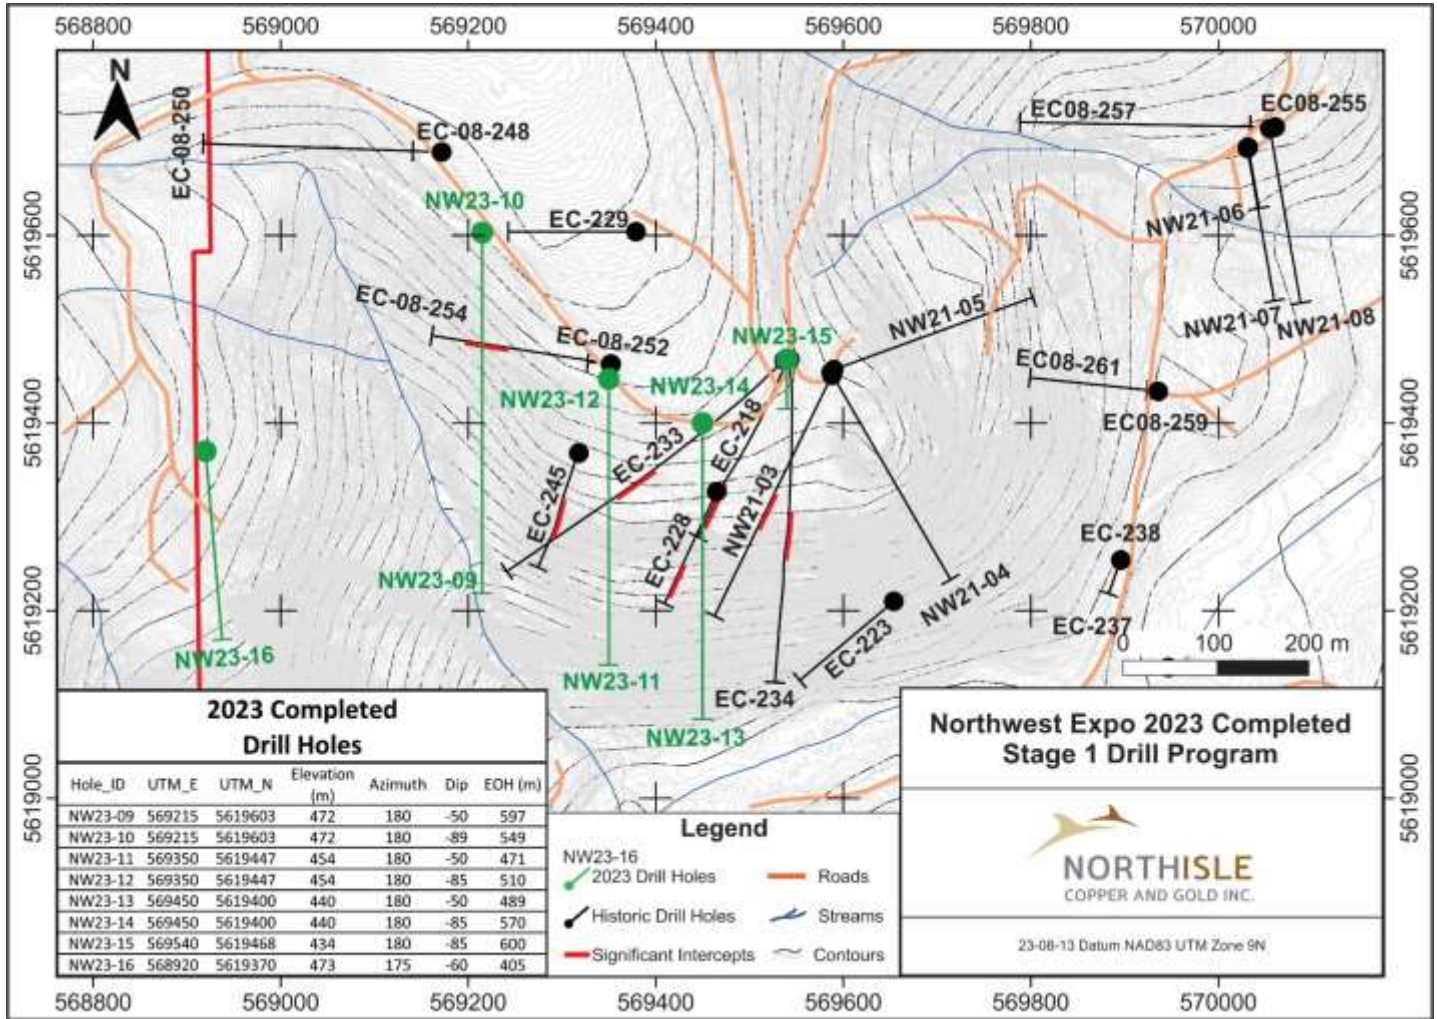 568800 569000 569200 569400 569600 569800 570000
N
EC-08-250
EC-08-248
EC08-257
EC08-255
NW23-10
EC-229
NW21-06
5619600
5619600
EC-08-254
EC-08-252
NW23-15
NW21-05
NW21-07
NW21-08
NW23-12
NW23-14
EC08-261
EC08-259
5619400
5619400
EC-233
EC-218
EC-245
EC-228
NW21-03
NW23-09
NW21-04
EC-238
EC-237
5619200
5619200
NW23-16
NW23-11
EC-234
EC-223
0 100 200 m
NW23-13
2023 Completed
Drill Holes
Hole_ID UTM_E UTM_N Elevation (m) Azimuth Dip EOH (m)
NW23-09 569215 5619603 472 180 -50 597
NW23-10 569215 5619603 472 180 -89 549
NW23-11 569350 5619447 454 180 -50 471
NW23-12 569350 5619447 454 180 -85 510
NW23-13 569450 5619400 440 180 -50 489
NW23-14 569450 5619400 440 180 -85 570
NW23-15 569540 5619468 434 180 -85 600
NW23-16 568920 5619370 473 175 -60 405
5619000
5619000
Legend
NW23-16
2023 Drill Holes
Roads
Historic Drill Holes
Streams
Significant Intercepts
Contours
Northwest Expo 2023 Completed
Stage 1 Drill Program
NORTHISLE
COPPER AND GOLD INC.
23-08-13 Datum NAD83 UTM Zone 9N
568800 569000 569200 569400 569600 569800 570000